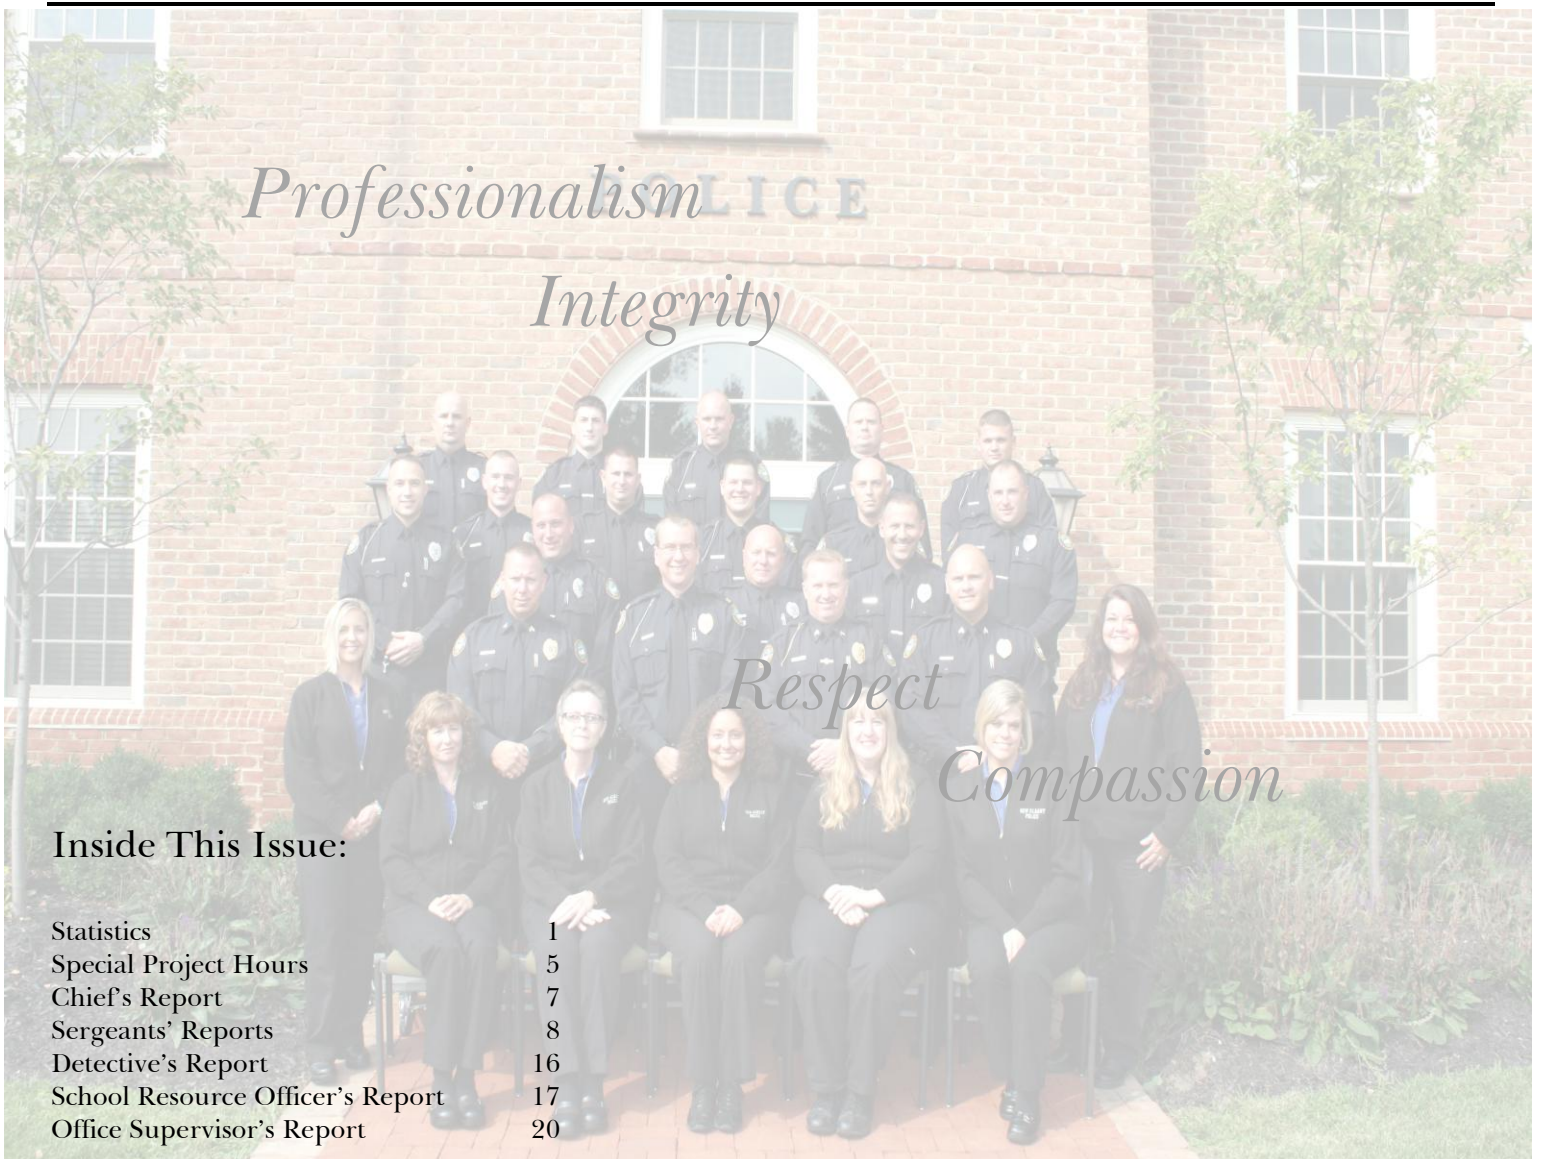 Professionalism
POLICE
Integrity
Respect
Compassion
Inside This Issue:
Statistics 1
Special Project Hours 5
Chief's Report 7
Sergeants' Reports 8
Detective's Report 16
School Resource Officer's Report 17
Office Supervisor's Report 20